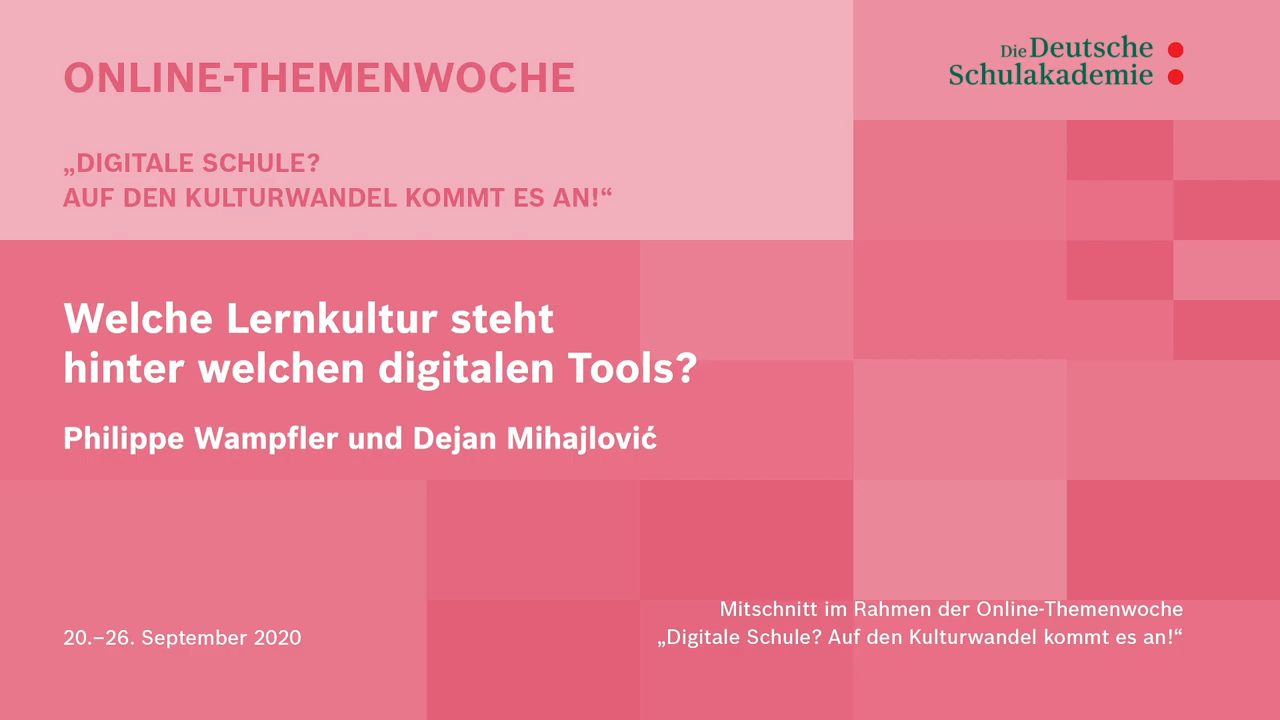 ONLINE-THEMENWOCHE
Die Deutsche
Schulakademie
„DIGITALE SCHULE?
AUF DEN KULTURWANDEL KOMMT ES AN!“
Welche Lernkultur steht
hinter welchen digitalen Tools?
Philippe Wampfler und Dejan Mihajlović
20.–26. September 2020
Mitschnitt im Rahmen der Online-Themenwoche
„Digitale Schule? Auf den Kulturwandel kommt es an!“